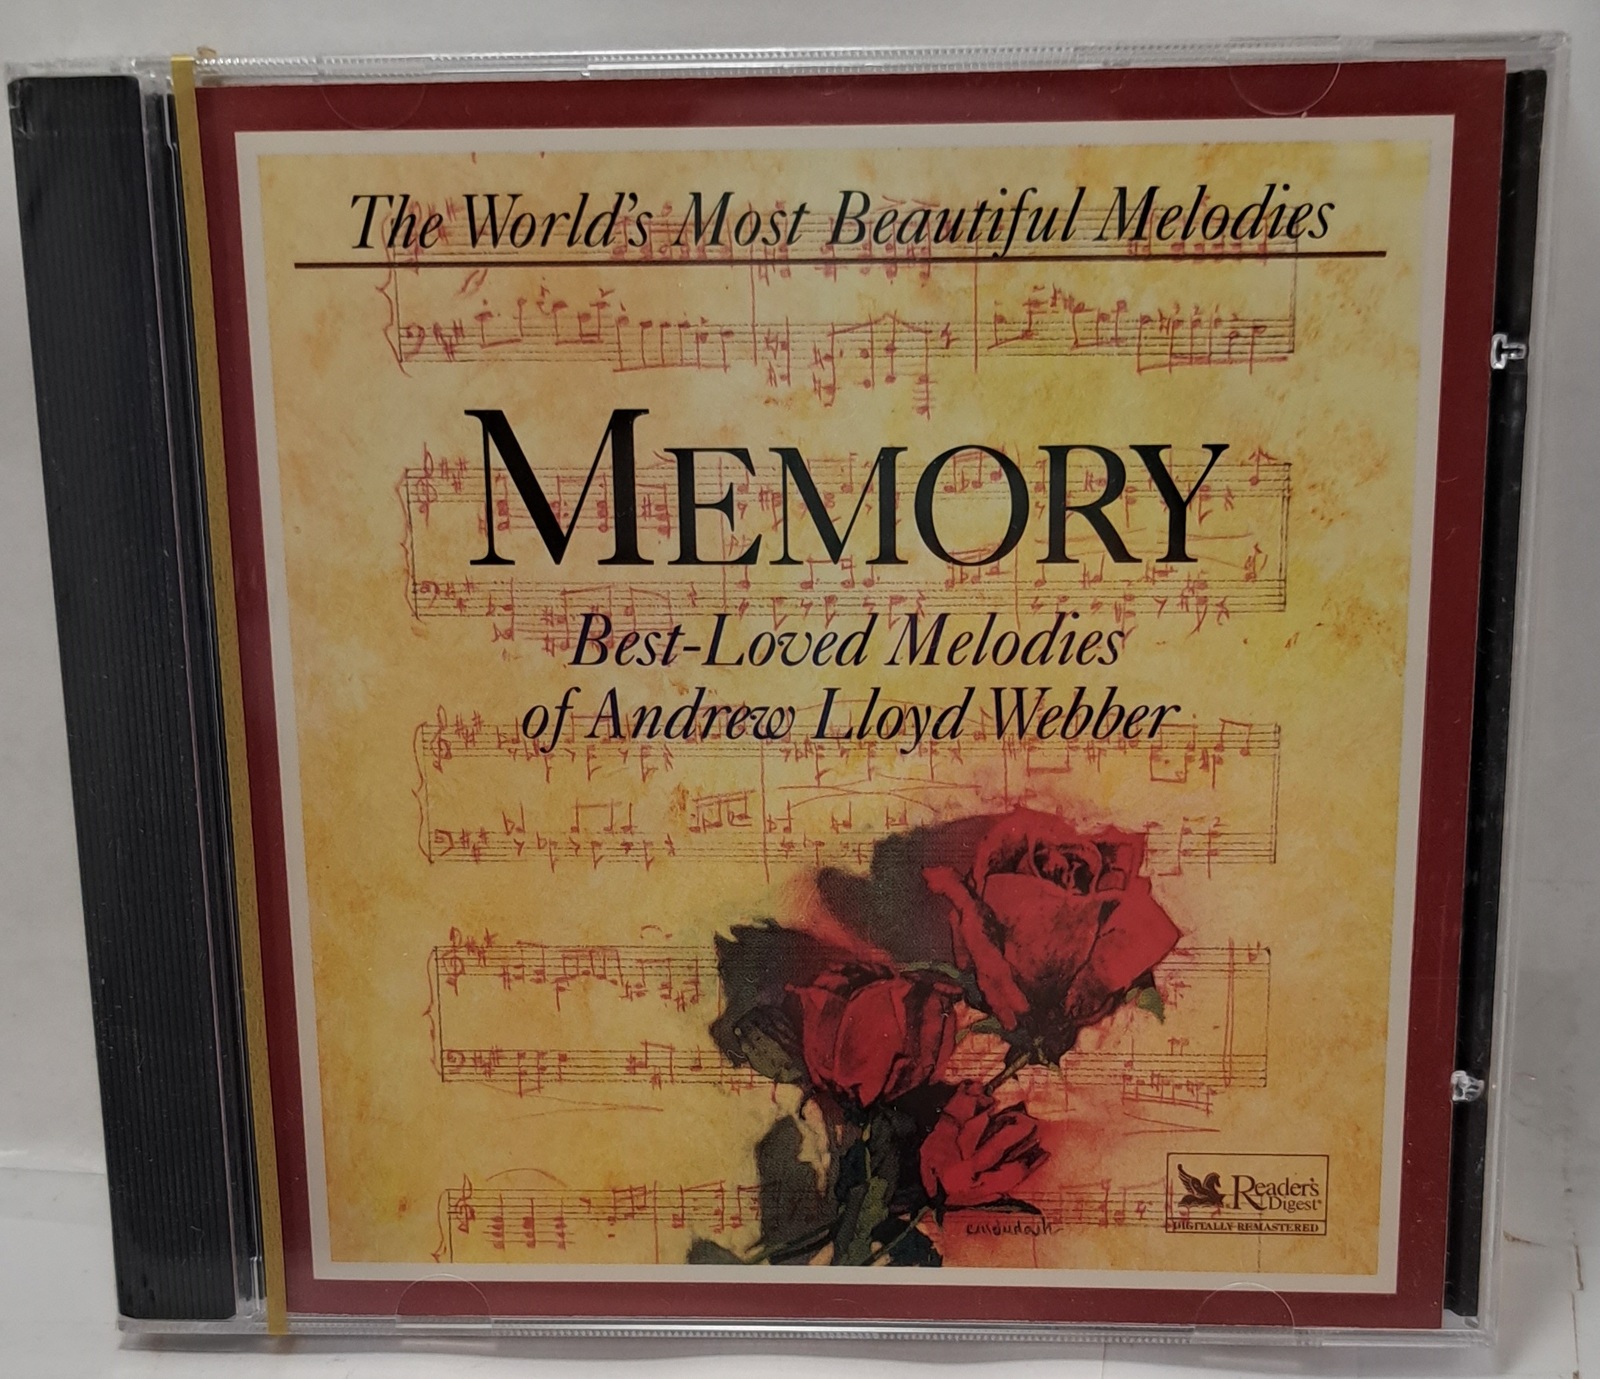 The World's Most Beautiful Melodies
MEMORY
Best-Loved Melodies
of Andrew Lloyd Webber
Reader's
Digest
DIGITALLY REMASTERED